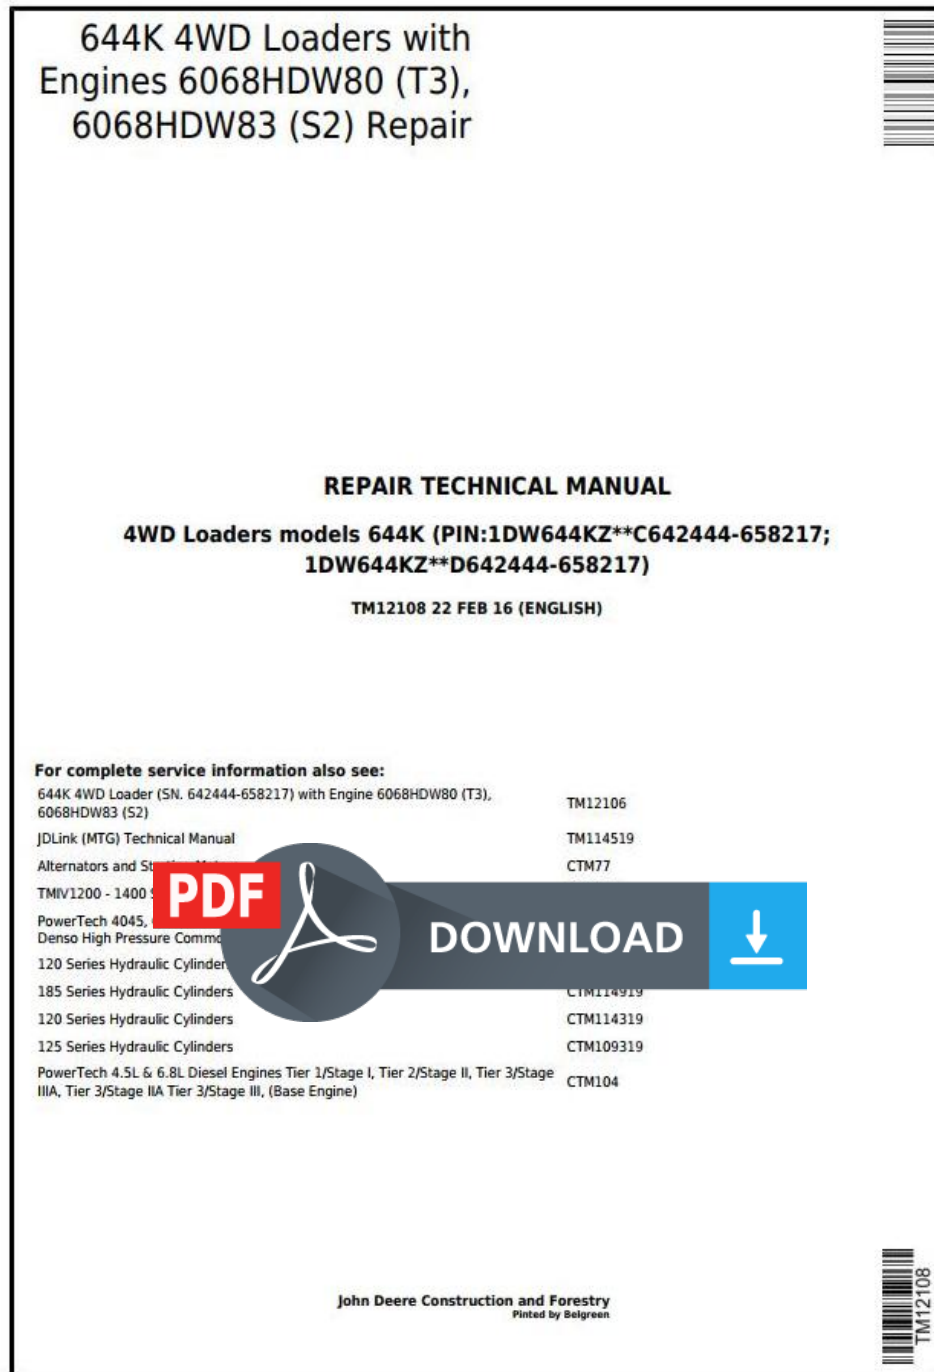 644K 4WD Loaders with
Engines 6068HDW80 (T3),
6068HDW83 (S2) Repair
REPAIR TECHNICAL MANUAL
4WD Loaders models 644K (PIN:1DW644KZ**C642444-658217;
1DW644KZ**D642444-658217)
TM12108 22 FEB 16 (ENGLISH)
For complete service information also see:
644K 4WD Loader (SN. 642444-658217) with Engine 6068HDW80 (T3),
6068HDW83 (S2)
TM12106
JDLink (MTG) Technical Manual
TM114519
Alternators and
CTM77
TMIV1200 - 1400
PDF
PowerTech 4045,
Denso High Pressure
DOWNLOAD
120 Series Hydraulic
185 Series Hydraulic Cylinders
CTM114919
120 Series Hydraulic Cylinders
CTM114319
125 Series Hydraulic Cylinders
CTM109319
PowerTech 4.5L & 6.8L Diesel Engines Tier 1/Stage I, Tier 2/Stage II, Tier 3/Stage
IIIA, Tier 3/Stage IIA Tier 3/Stage III, (Base Engine)
CTM104
John Deere Construction and Forestry
Pinted by Belgreen
TM12108